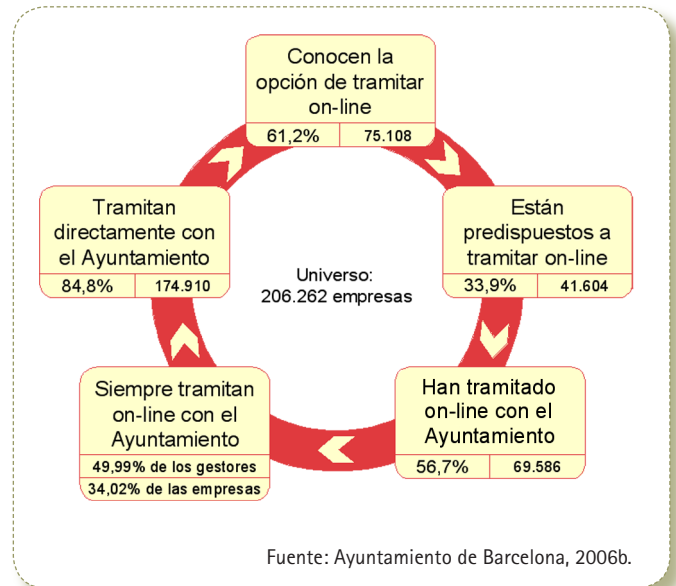 Conocen la
opción de tramitar
on-line
61,2% 75.108
Tramitan
directamente con
el Ayuntamiento
84,8% 174.910
Están
predispuestos a
tramitar on-line
33,9% 41.604
Universo:
206.262 empresas
Siempre tramitan
on-line con el
Ayuntamiento
49,99% de los gestores
34,02% de las empresas
Han tramitado
on-line con el
Ayuntamiento
56,7% 69.586
Fuente: Ayuntamiento de Barcelona, 2006b.